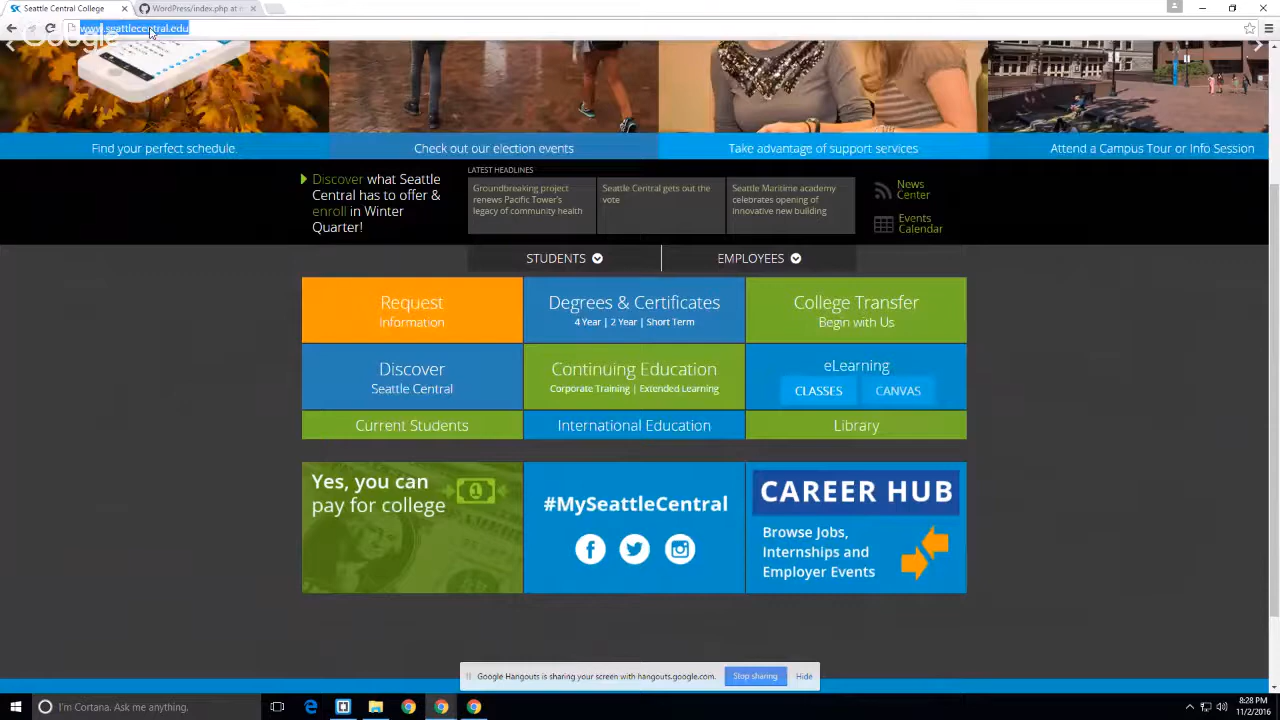 Seattle Central College
WordPress/index.php at m
www.seattlecentral.edu
Google
Find your perfect schedule.
Check out our election events
Take advantage of support services
Attend a Campus Tour or Info Session
Discover what Seattle
Central has to offer &
enroll in Winter
Quarter!
LATEST HEADLINES
Groundbreaking project
renews Pacific Tower's
legacy of community health
Seattle Central gets out the
vote
Seattle Maritime academy
celebrates opening of
innovative new building
News
Center
Events
Calendar
STUDENTS
EMPLOYEES
Request
Information
Degrees & Certificates
4 Year | 2 Year | Short Term
College Transfer
Begin with Us
Discover
Seattle Central
Continuing Education
Corporate Training | Extended Learning
eLearning
CLASSES
CANVAS
Current Students
International Education
Library
Yes, you can
pay for college
#MySeattleCentral
CAREER HUB
Browse Jobs,
Internships and
Employer Events
Google Hangouts is sharing your screen with hangouts.google.com.
Stop sharing
Hide
I'm Cortana. Ask me anything.
8:28 PM
11/2/2016